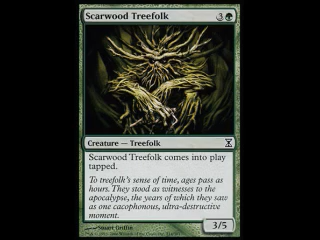 Scarwood Treefolk 3
Creature — Treefolk
Scarwood Treefolk comes into play
tapped.
To treefolk's sense of time, ages pass as
hours. They stood as witnesses to the
apocalypse, the years of which they saw
as one cacophonous, ultra-destructive
moment.
Stuart Griffin
3/5